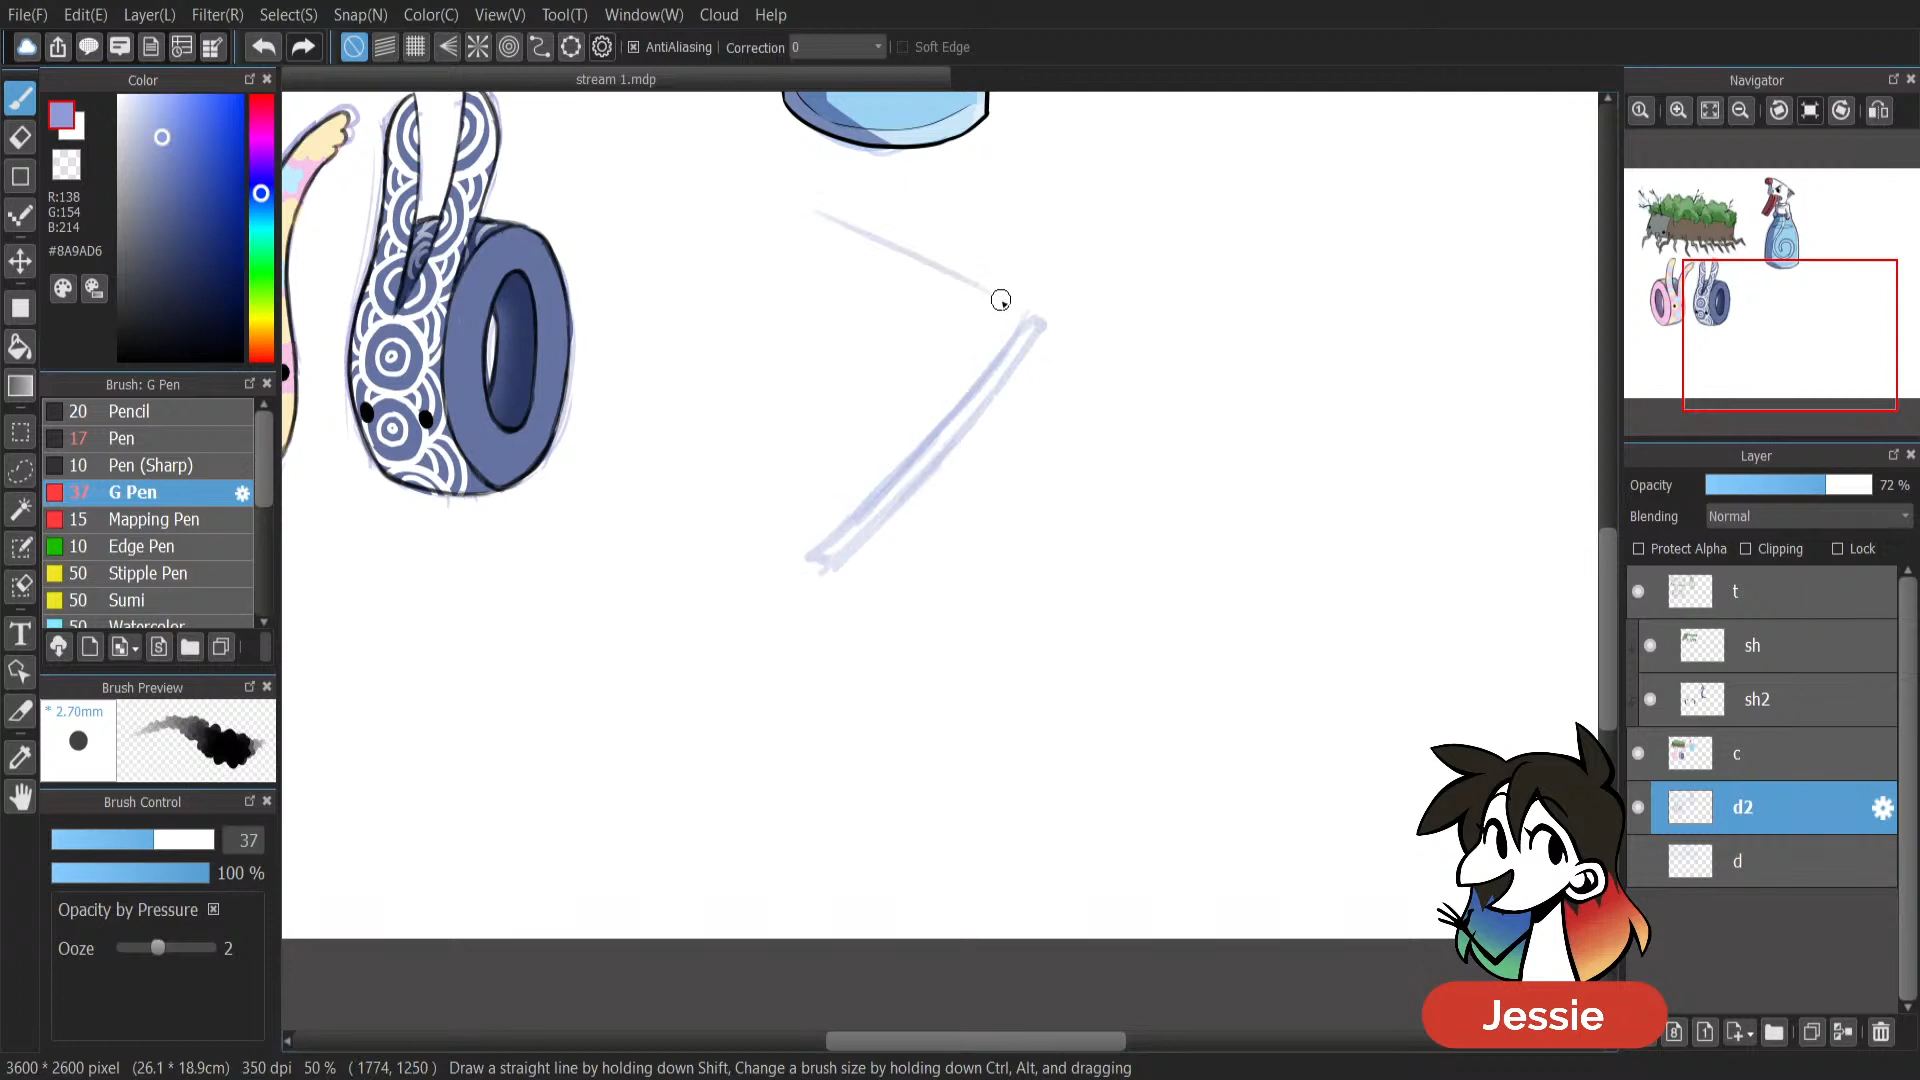 File(F) Edit(E) Layer(L) Filter(R) Select(S) Snap(N) Color(C) View(V) Tool(T) Window(W) Cloud Help
AntiAliasing Correction 0 Soft Edge
Color
stream 1.mdp
Navigator
R:138
G:154
B:214
#8A9AD6
Brush: G Pen
20 Pencil
17 Pen
10 Pen (Sharp)
37 G Pen
15 Mapping Pen
10 Edge Pen
50 Stipple Pen
50 Sumi
50 Watercolor
Brush Preview
* 2.70mm
Brush Control
37
100 %
Opacity by Pressure
Ooze 2
Layer
Opacity 72 %
Blending Normal
Protect Alpha Clipping Lock
t
sh
sh2
c
d2
d
Jessie
8 1
3600 * 2600 pixel (26.1 * 18.9cm) 350 dpi 50 % ( 1774, 1250 ) Draw a straight line by holding down Shift, Change a brush size by holding down Ctrl, Alt, and dragging